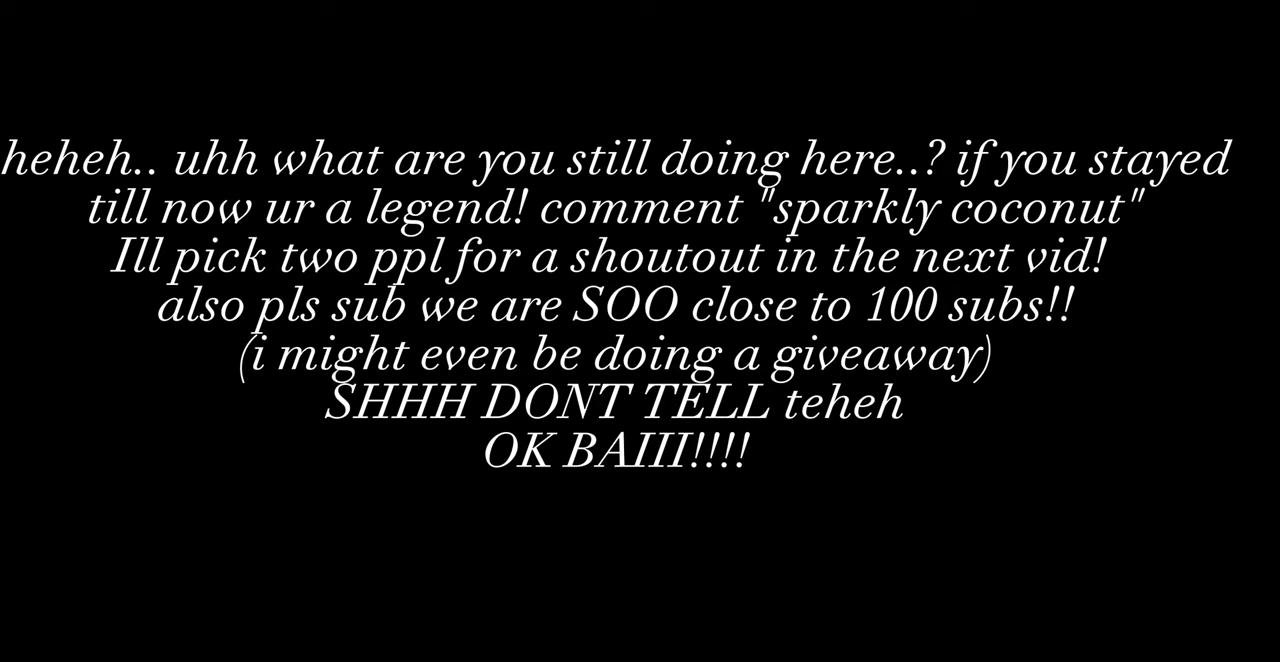 heheh.. uhh what are you still doing here..? if you stayed
till now ur a legend! comment "sparkly coconut"
Ill pick two ppl for a shoutout in the next vid!
also pls sub we are SOO close to 100 subs!!
(i might even be doing a giveaway)
SHHH DONT TELL teheh
OK BAIII!!!!